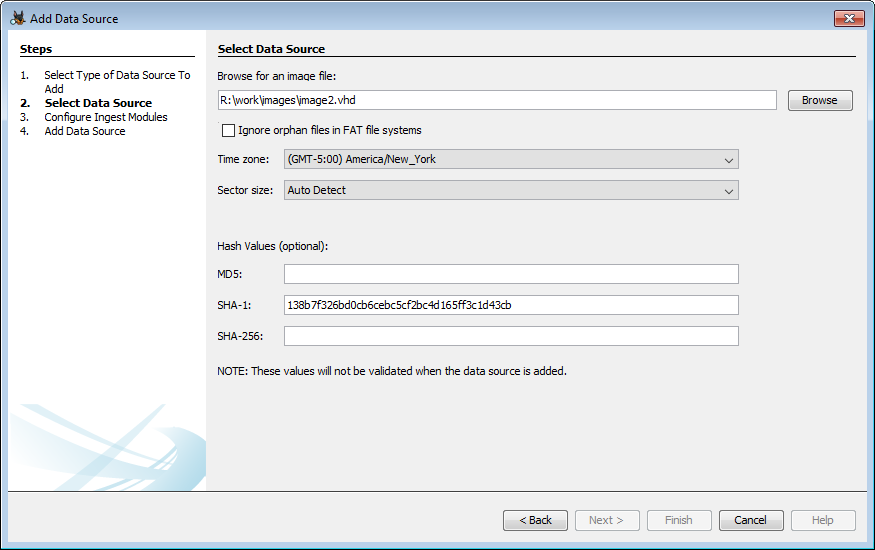 Add Data Source
Steps
1. Select Type of Data Source To
Add
2. Select Data Source
3. Configure Ingest Modules
4. Add Data Source
Select Data Source
Browse for an image file:
R:\work\images\image2.vhd
Browse
Ignore orphan files in FAT file systems
Time zone: (GMT-5:00) America/New_York
Sector size: Auto Detect
Hash Values (optional):
MD5:
SHA-1: 138b7f326bd0cb6cebc5cf2bc4d165ff3c1d43cb
SHA-256:
NOTE: These values will not be validated when the data source is added.
< Back Next > Finish Cancel Help